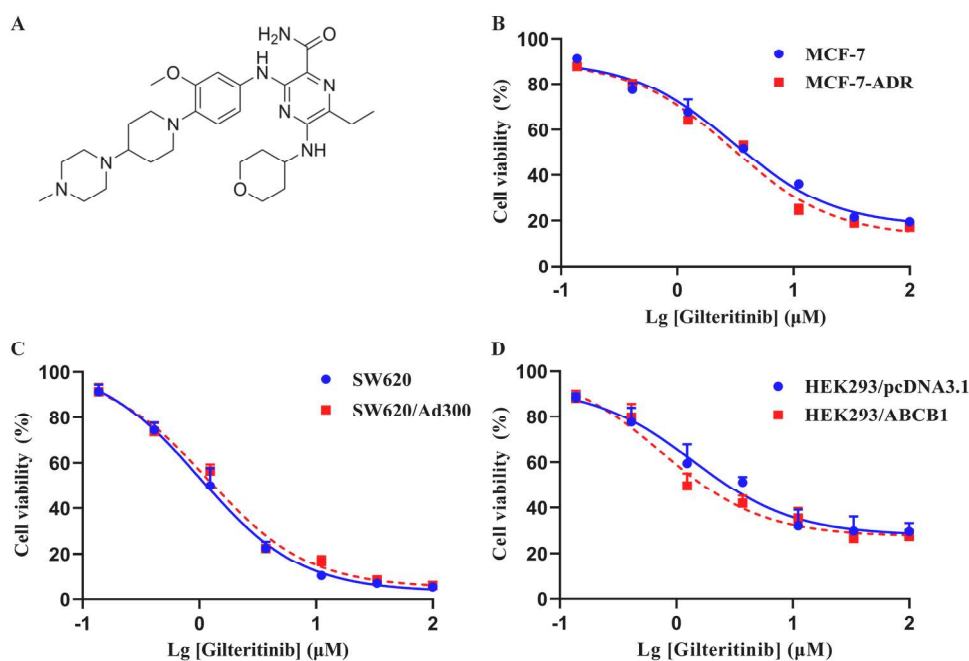 A
H₂N
O
O
H
N
N
N
N
NH
O
N
N
N
B
Cell viability (%)
100
80
60
40
20
0
-1
0
1
2
Lg [Gilteritinib] (μM)
MCF-7
MCF-7-ADR
C
Cell viability (%)
100
80
60
40
20
0
-1
0
1
2
Lg [Gilteritinib] (μM)
SW620
SW620/Ad300
D
Cell viability (%)
100
80
60
40
20
0
-1
0
1
2
Lg [Gilteritinib] (μM)
HEK293/pcDNA3.1
HEK293/ABCB1